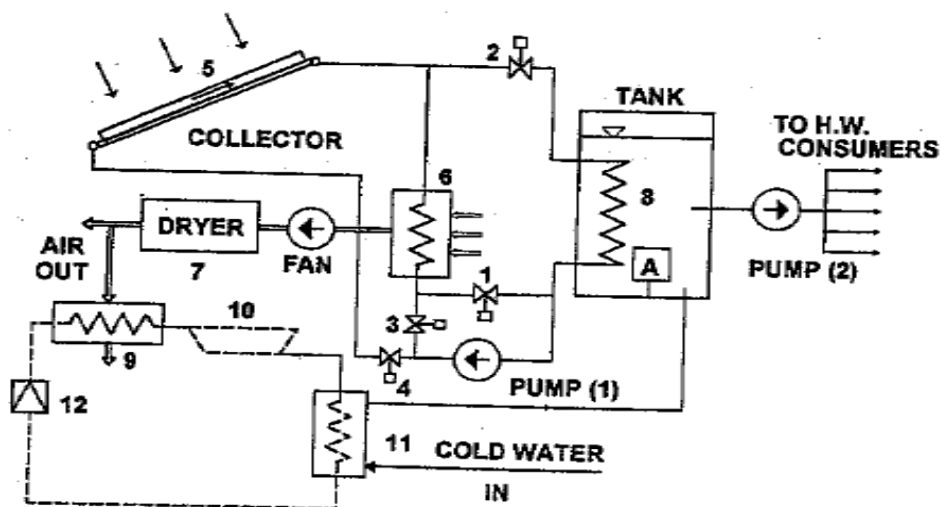 2
5
TANK
TO H.W.
CONSUMERS
COLLECTOR
6
8
DRYER
FAN
A
AIR
OUT
7
1
PUMP (2)
10
3
9
4
PUMP (1)
12
11
COLD WATER
IN